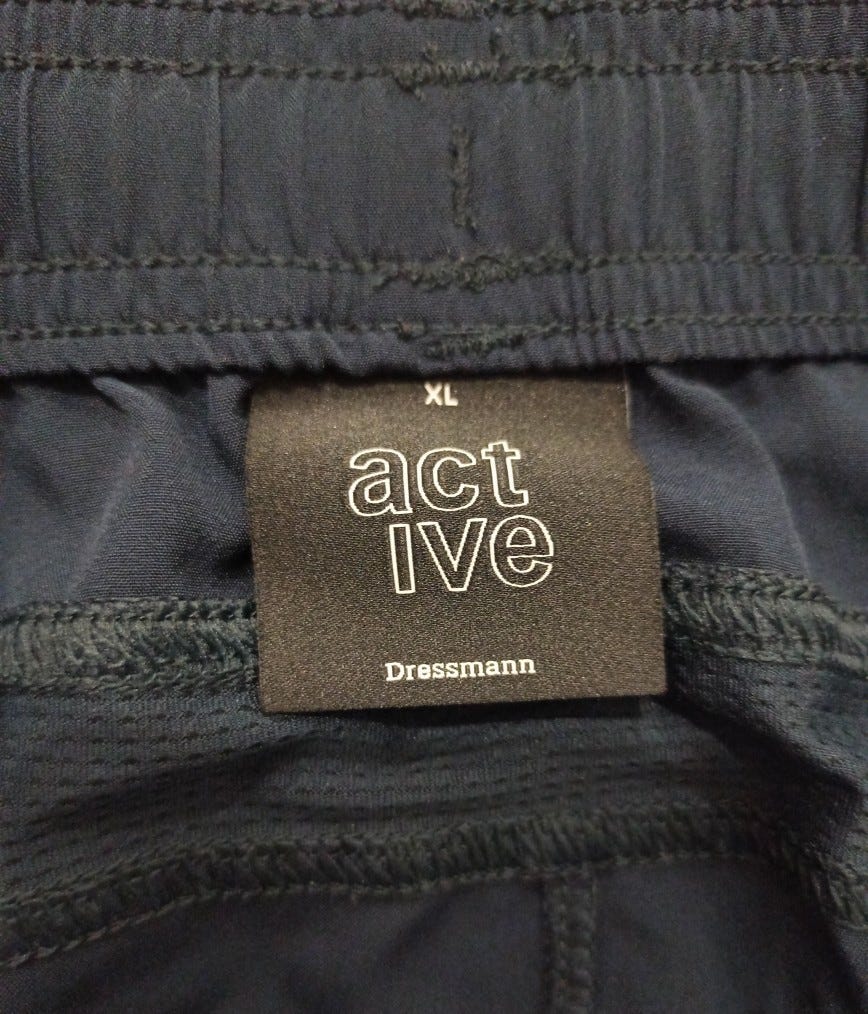 XL
act
ive
Dressmann